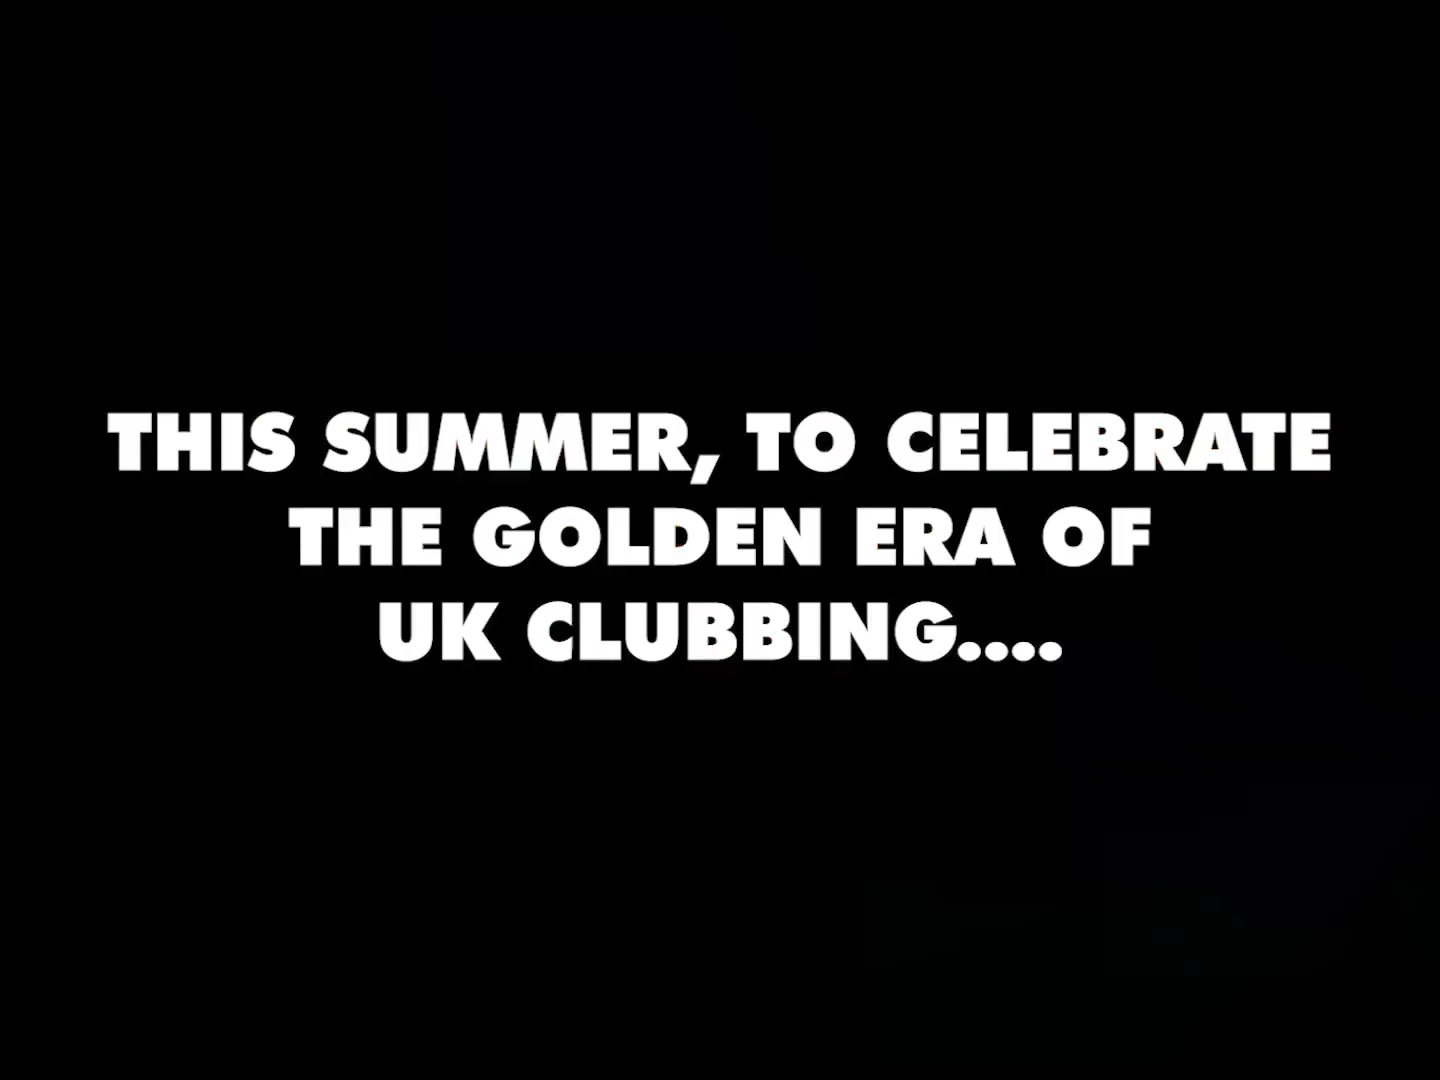 THIS SUMMER, TO CELEBRATE
THE GOLDEN ERA OF
UK CLUBBING....